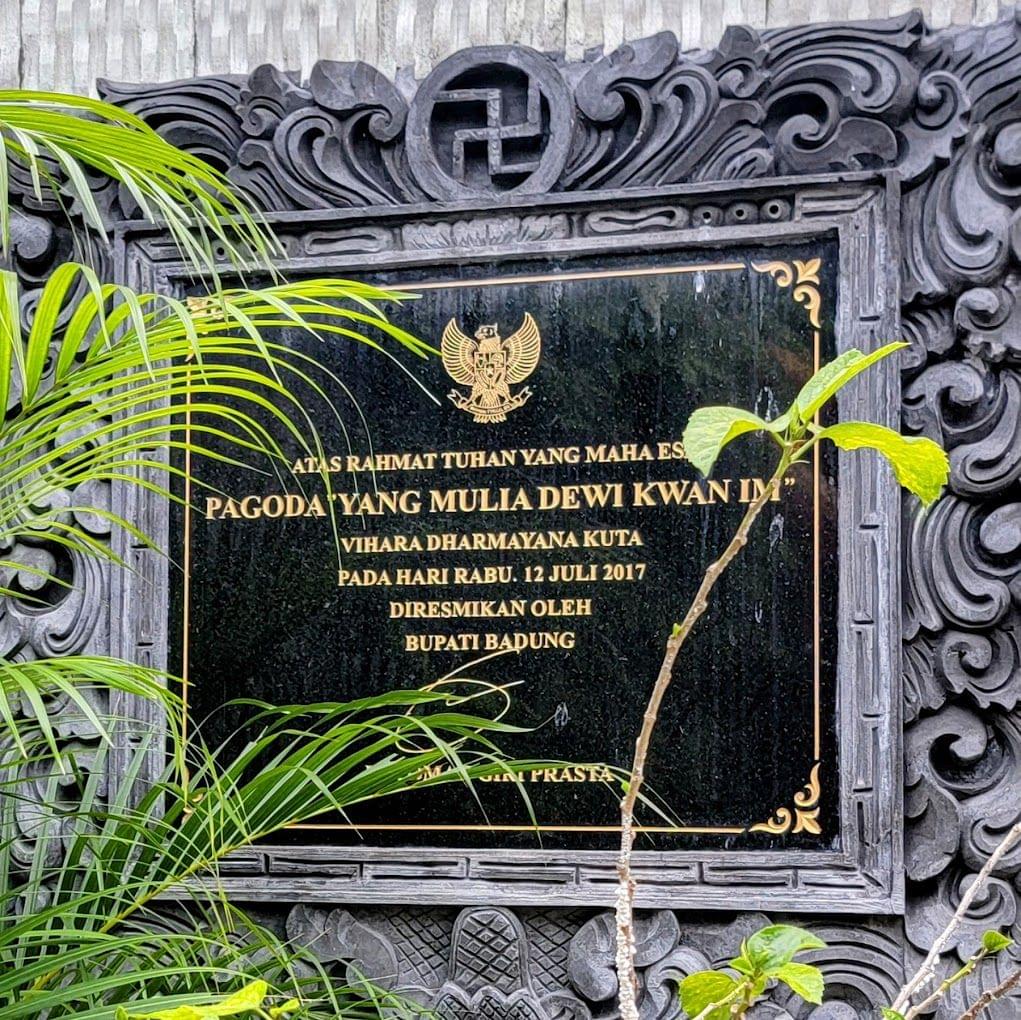 ATAS RAHMAT TUHAN YANG MAHA
PAGODA "YANG MULIA DEWI KWAN IM"
VIHARA DHARMAYANA KUTA
PADA HARI RABU. 12 JULI 2017
DIRESMIKAN OLEH
BUPATI BADUNG
GIRI PRASTA